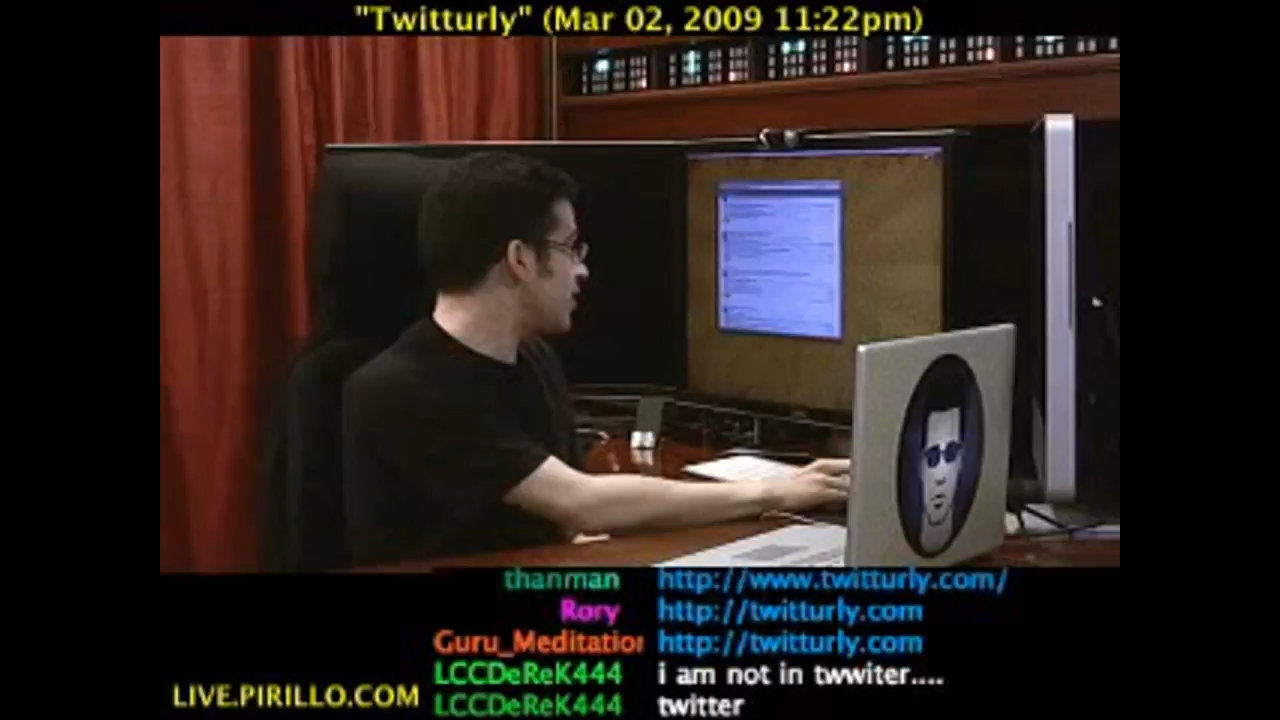 "Twitturly" (Mar 02, 2009 11:22pm)
thanman http://www.twitturly.com/
Rory http://twitturly.com
Guru_Meditation http://twitturly.com
LCCDeReK444 i am not in twwiter....
LIVE.PIRILLO.COM LCCDeReK444 twitter